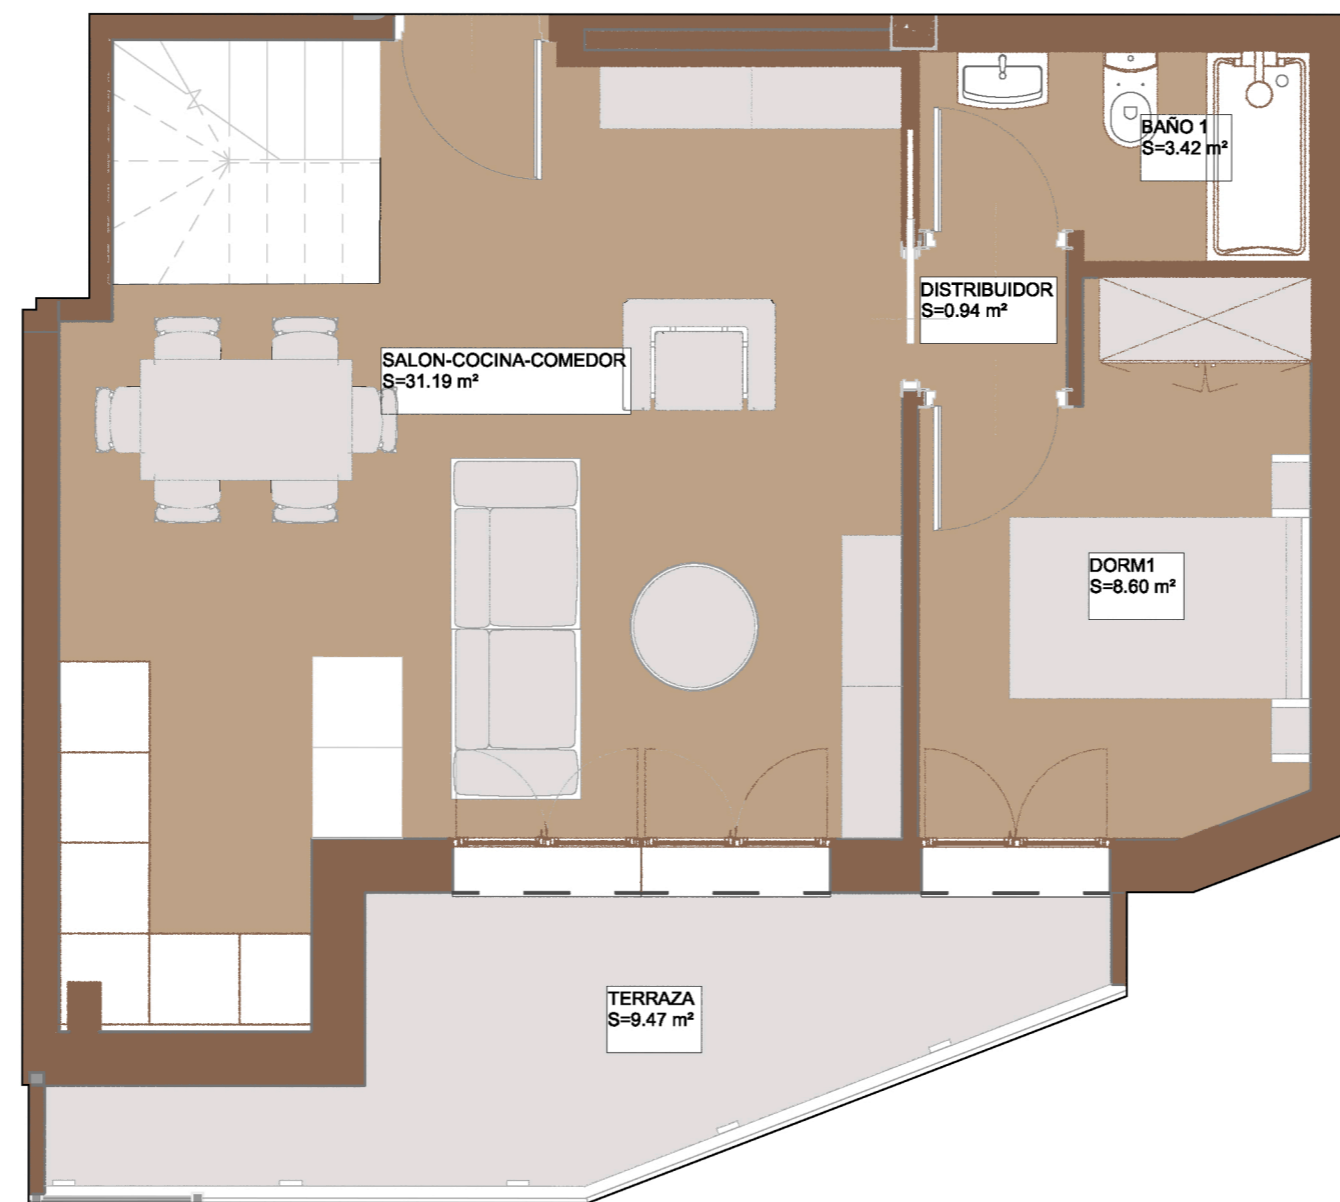 BAÑO 1
S=3.42 m²
DISTRIBUIDOR
S=0.94 m²
SALON-COCINA-COMEDOR
S=31.19 m²
DORM1
S=8.60 m²
TERRAZA
S=9.47 m²